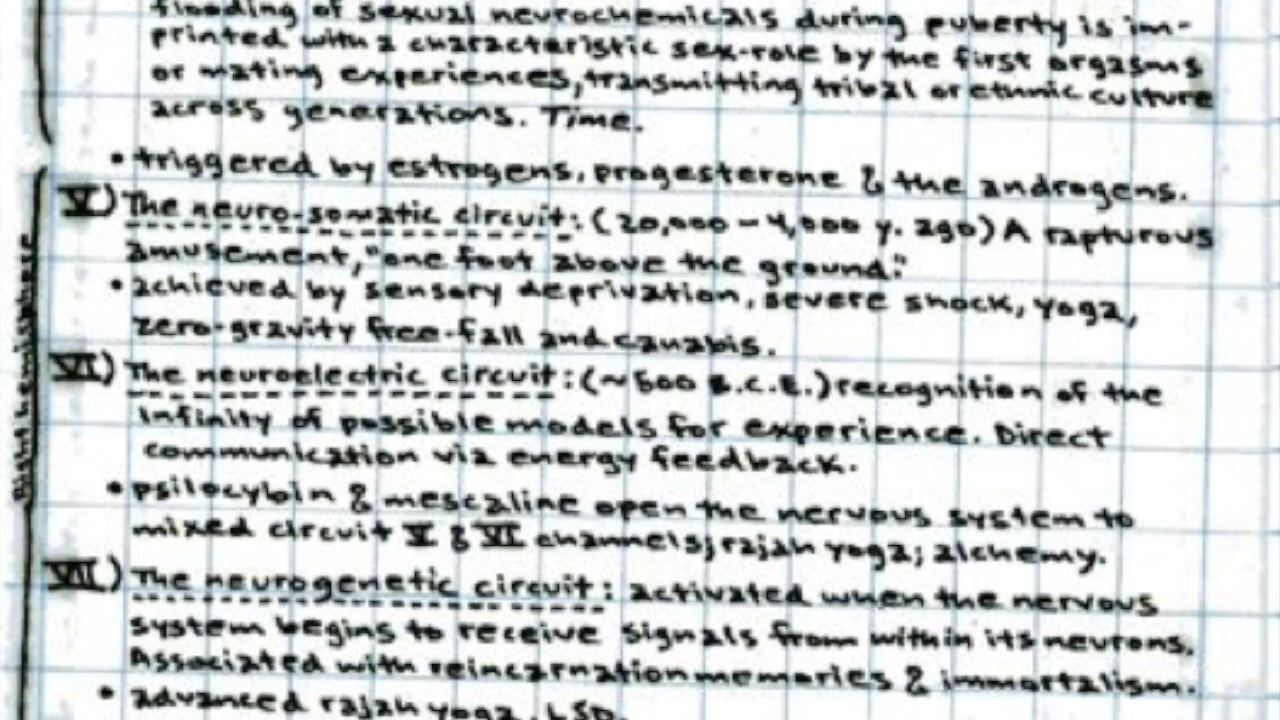 flooding of sexual neurochemicals during puberty is im-
printed with a characteristic sex-role by the first orgasms
or mating experiences, transmitting tribal or ethnic culture
across generations. Time.
• triggered by estrogens, progesterone & the androgens.
V) The neuro-somatic circuit: (20,000 - 4,000 y. ago) A rapturous
amusement, "one foot above the ground."
• achieved by sensory deprivation, severe shock, yoga,
zero-gravity free-fall and canabis.
VI) The neuroelectric circuit: (~500 B.C.E.) recognition of the
infinity of possible models for experience. Direct
communication via energy feedback.
• psilocybin & mescaline open the nervous system to
mixed circuit V & VI channels; rajah yoga; alchemy.
VII) The neurogenetic circuit: activated when the nervous
system begins to receive signals from within its neurons.
Associated with reincarnation memories & immortalism.
• advanced rajah yoga, LSD.